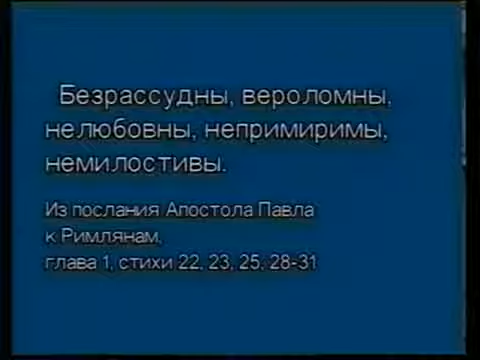 Безрассудны, вероломны,
нелюбовны, непримиримы,
немилостивы.
Из послания Апостола Павла
к Римлянам,
глава 1, стихи 22, 23, 25, 28-31